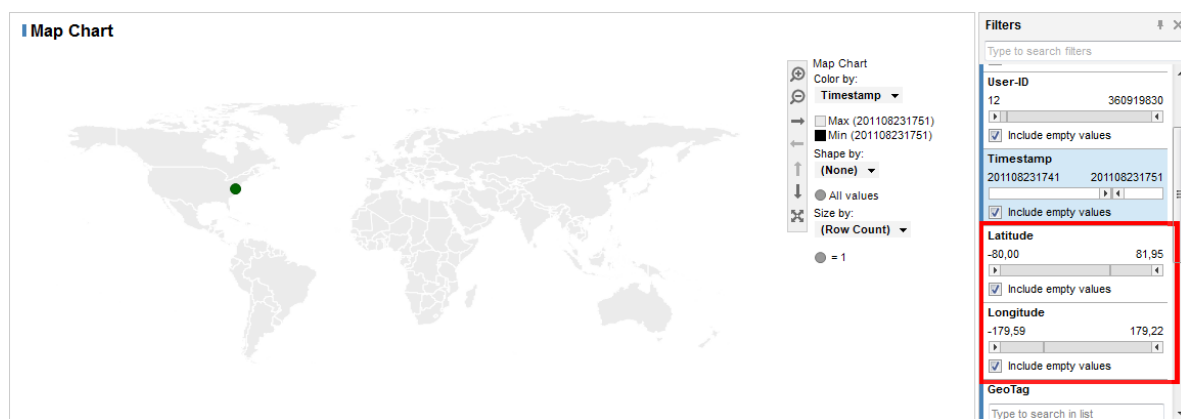 Map Chart
Map Chart
Color by:
Timestamp
Max (201108231751)
Min (201108231751)
Shape by:
(None)
All values
Size by:
(Row Count)
= 1
Filters
Type to search filters
User-ID
12 360919830
Include empty values
Timestamp
201108231741 201108231751
Include empty values
Latitude
-80,00 81,95
Include empty values
Longitude
-179,59 179,22
Include empty values
GeoTag
Type to search in list